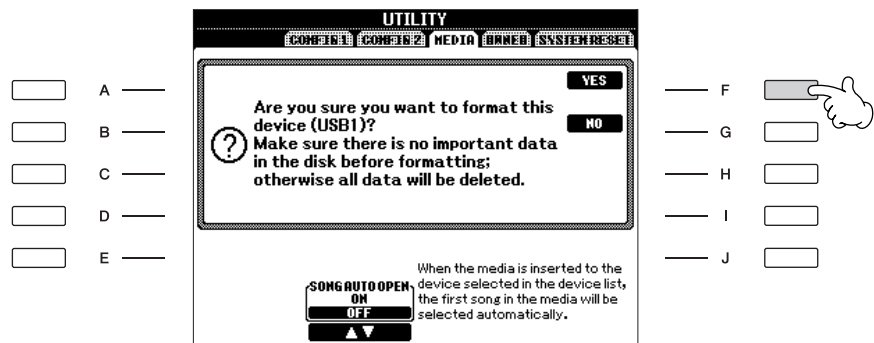 UTILITY
CONFIG 1 CONFIG 2 MEDIA OWNER SYSTEM RESET
A
B
C
D
E
YES
NO
Are you sure you want to format this
device (USB1)?
Make sure there is no important data
in the disk before formatting;
otherwise all data will be deleted.
?
F
G
H
I
J
SONG AUTO OPEN
ON
OFF
▲▼
When the media is inserted to the
device selected in the device list,
the first song in the media will be
selected automatically.